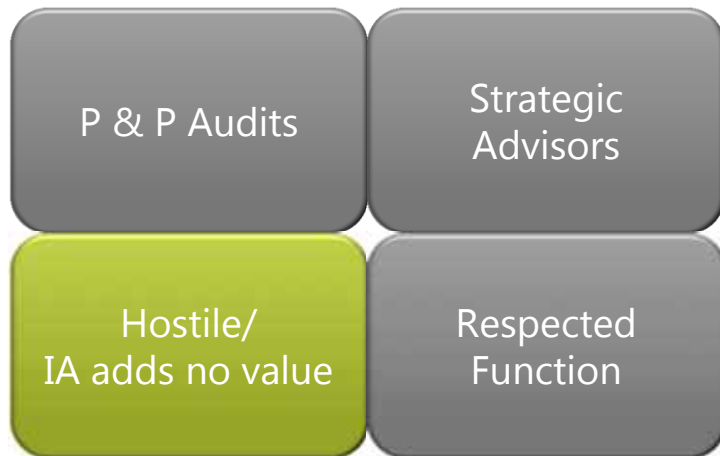 P & P Audits
Strategic
Advisors
Hostile/
IA adds no value
Respected
Function